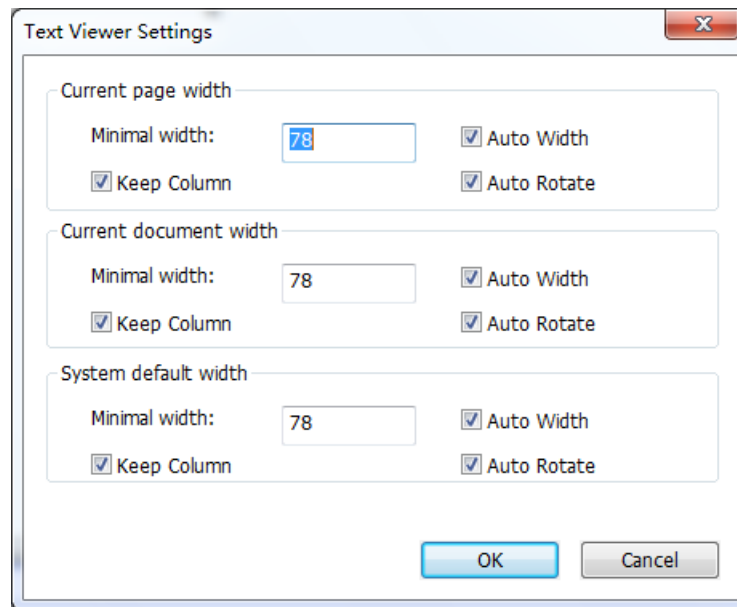 Text Viewer Settings
Current page width
Minimal width: 78 Auto Width
Keep Column Auto Rotate
Current document width
Minimal width: 78 Auto Width
Keep Column Auto Rotate
System default width
Minimal width: 78 Auto Width
Keep Column Auto Rotate
OK Cancel